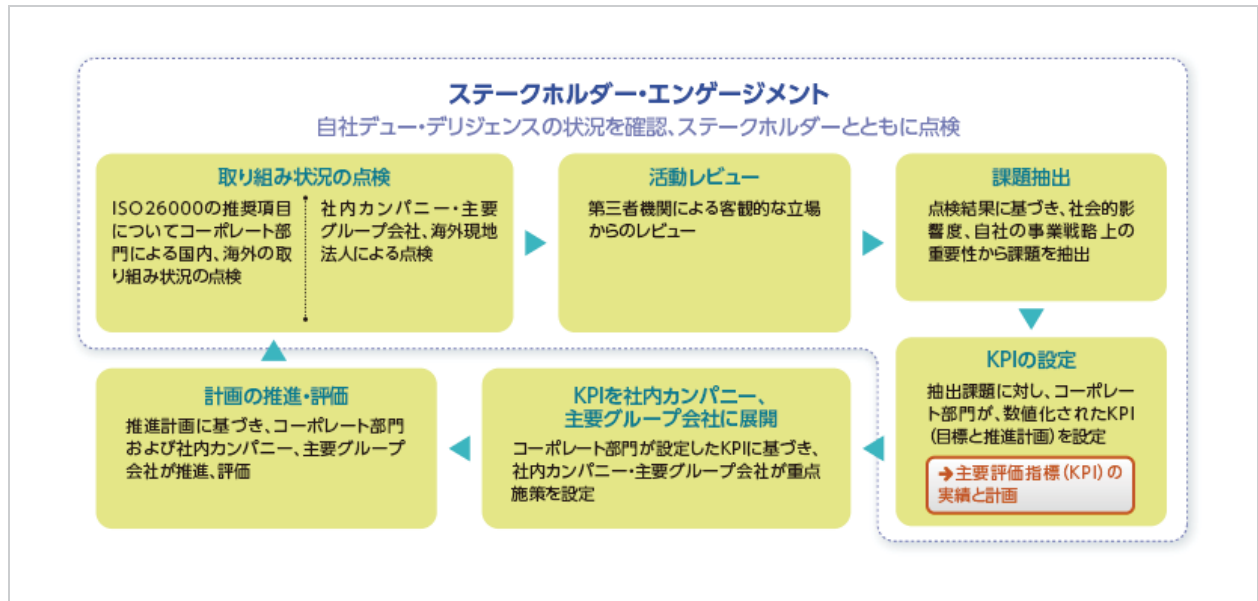 ステークホルダー・エンゲージメント
自社デュー・デリジェンスの状況を確認、ステークホルダーとともに点検
取り組み状況の点検
ISO26000の推奨項目
についてコーポレート部
門による国内、海外の取
り組み状況の点検
社内カンパニー・主要
グループ会社、海外現地
法人による点検
活動レビュー
第三者機関による客観的な立場
からのレビュー
課題抽出
点検結果に基づき、社会的影
響度、自社の事業戦略上の
重要性から課題を抽出
KPIの設定
抽出課題に対し、コーポレー
ト部門が、数値化されたKPI
(目標と推進計画)を設定
➔主要評価指標(KPI)の
実績と計画
KPIを社内カンパニー、
主要グループ会社に展開
コーポレート部門が設定したKPIに基づき、
社内カンパニー・主要グループ会社が重点
施策を設定
計画の推進・評価
推進計画に基づき、コーポレート部門
および社内カンパニー、主要グループ
会社が推進、評価